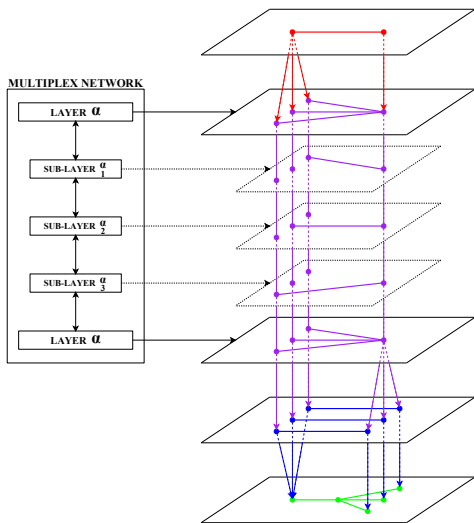 MULTIPLEX NETWORK
LAYER α
SUB-LAYER α1
SUB-LAYER α2
SUB-LAYER α3
LAYER α